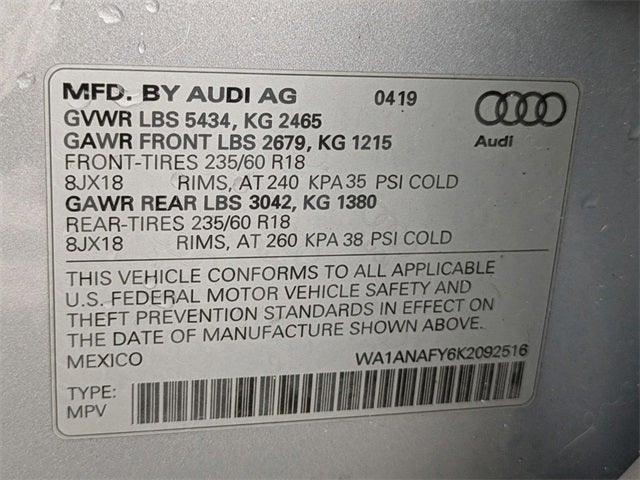 MFD. BY AUDI AG 0419
GVWR LBS 5434, KG 2465
GAWR FRONT LBS 2679, KG 1215 Audi
FRONT-TIRES 235/60 R18
8JX18 RIMS, AT 240 KPA 35 PSI COLD
GAWR REAR LBS 3042, KG 1380
REAR-TIRES 235/60 R18
8JX18 RIMS, AT 260 KPA 38 PSI COLD
THIS VEHICLE CONFORMS TO ALL APPLICABLE
U.S. FEDERAL MOTOR VEHICLE SAFETY AND
THEFT PREVENTION STANDARDS IN EFFECT ON
THE DATE OF MANUFACTURE SHOWN ABOVE.
MEXICO WA1ANAFY6K2092516
TYPE:
MPV